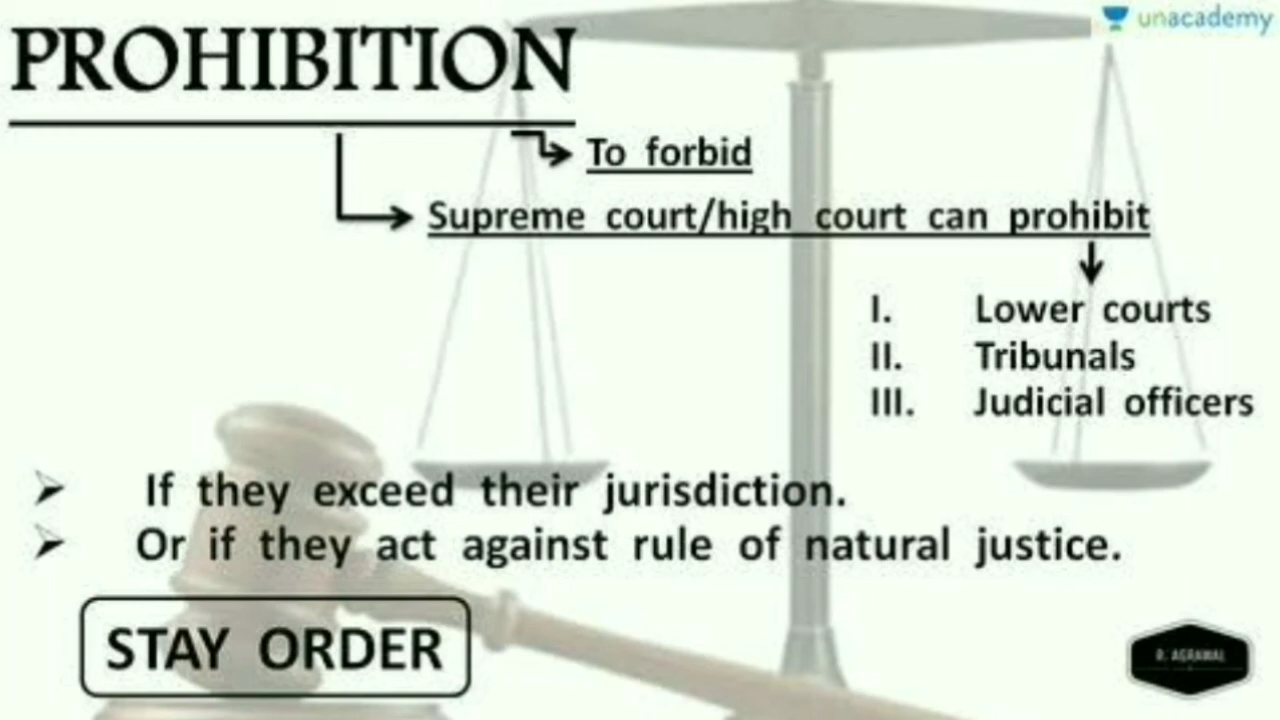 unacademy
PROHIBITION
To forbid
Supreme court/high court can prohibit
I. Lower courts
II. Tribunals
III. Judicial officers
If they exceed their jurisdiction.
Or if they act against rule of natural justice.
STAY ORDER
R. AGRAWAL